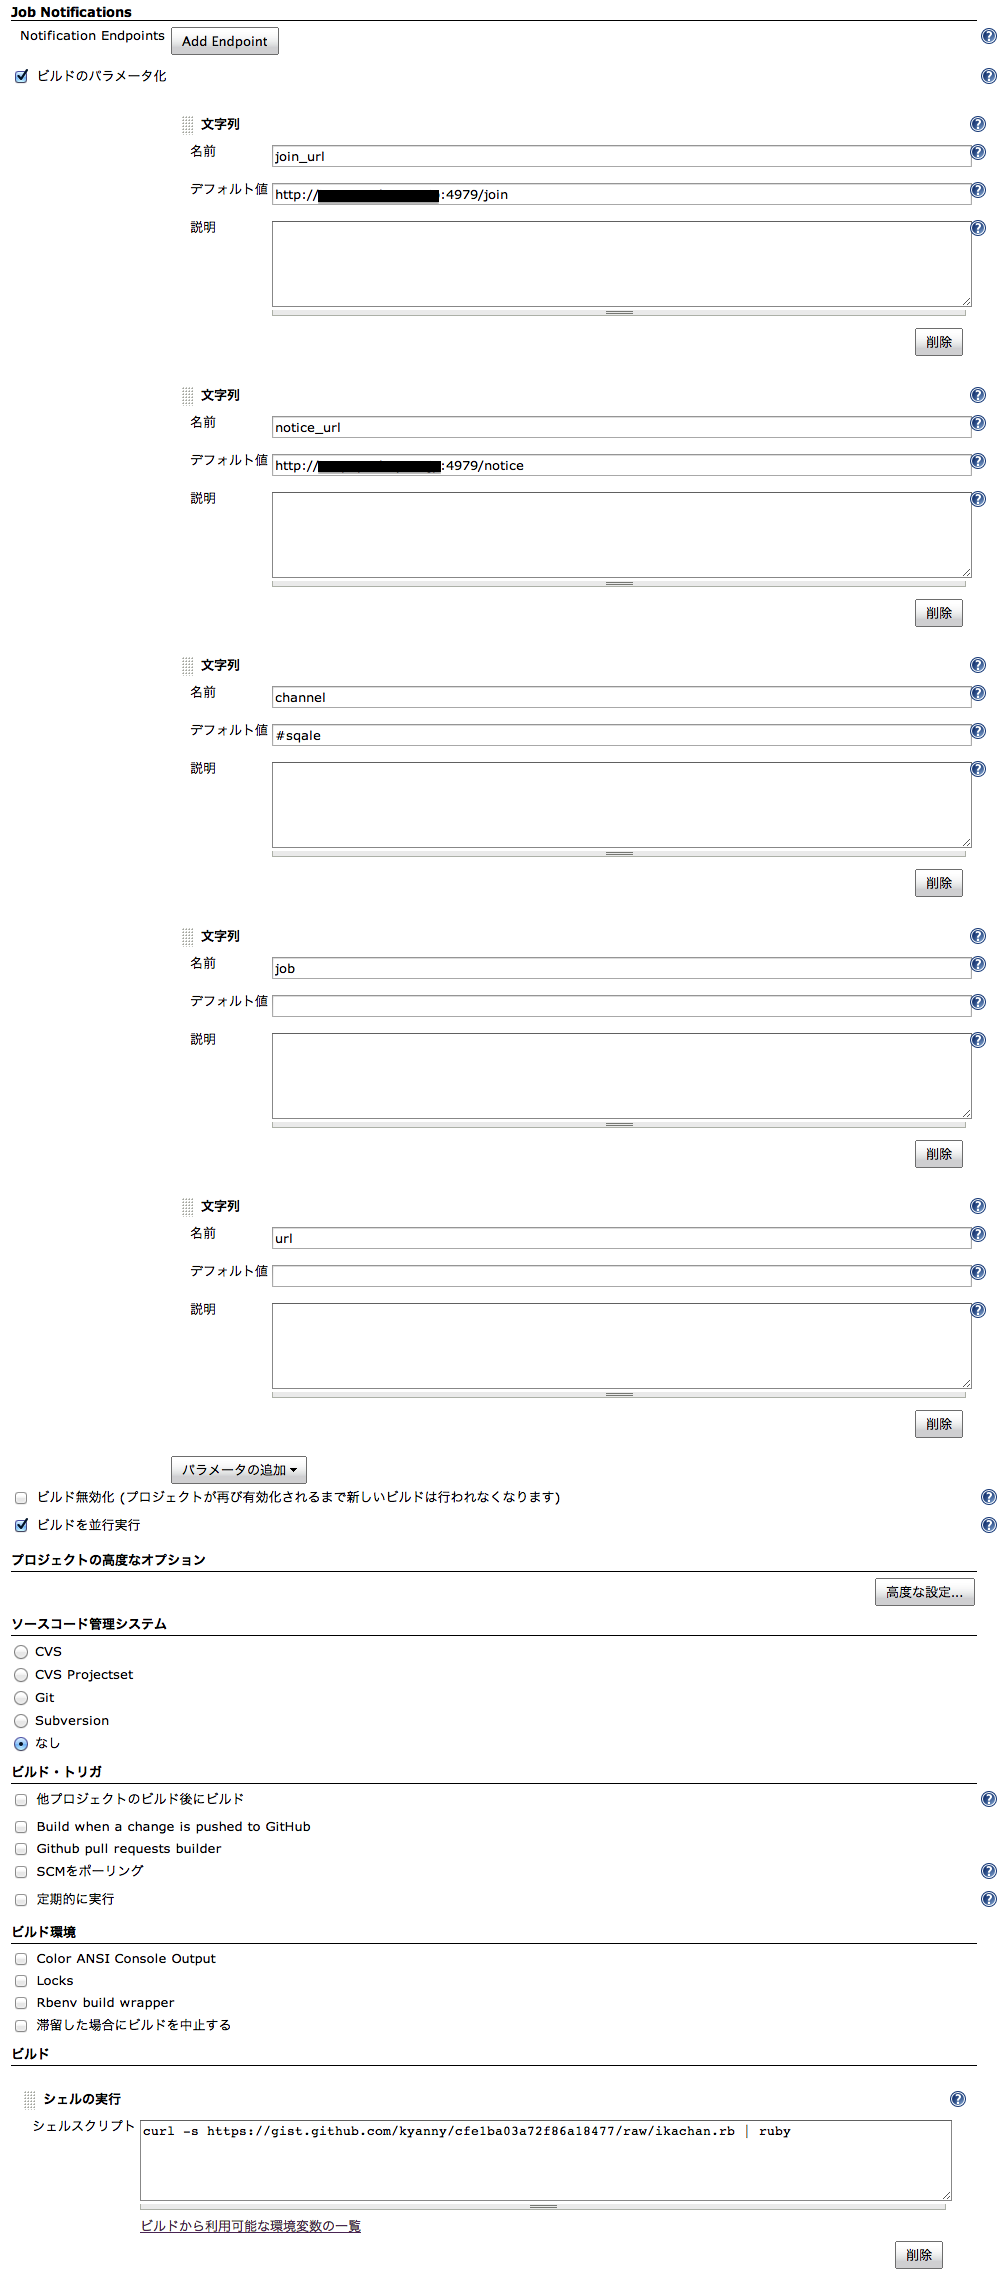 Job Notifications
Notification Endpoints Add Endpoint
ビルドのパラメータ化
文字列
名前 join_url
デフォルト値 http:// :4979/join
説明
削除
文字列
名前 notice_url
デフォルト値 http:// :4979/notice
説明
削除
文字列
名前 channel
デフォルト値 #sqale
説明
削除
文字列
名前 job
デフォルト値
説明
削除
文字列
名前 url
デフォルト値
説明
削除
パラメータの追加
ビルド無効化 (プロジェクトが再び有効化されるまで新しいビルドは行われなくなります)
ビルドを並行実行
プロジェクトの高度なオプション
高度な設定...
ソースコード管理システム
CVS
CVS Projectset
Git
Subversion
なし
ビルド・トリガ
他プロジェクトのビルド後にビルド
Build when a change is pushed to GitHub
Github pull requests builder
SCMをポーリング
定期的に実行
ビルド環境
Color ANSI Console Output
Locks
Rbenv build wrapper
滞留した場合にビルドを中止する
ビルド
シェルの実行
シェルスクリプト curl -s https://gist.github.com/kyanny/cfe1ba03a72f86a18477/raw/ikachan.rb | ruby
ビルドから利用可能な環境変数の一覧
削除